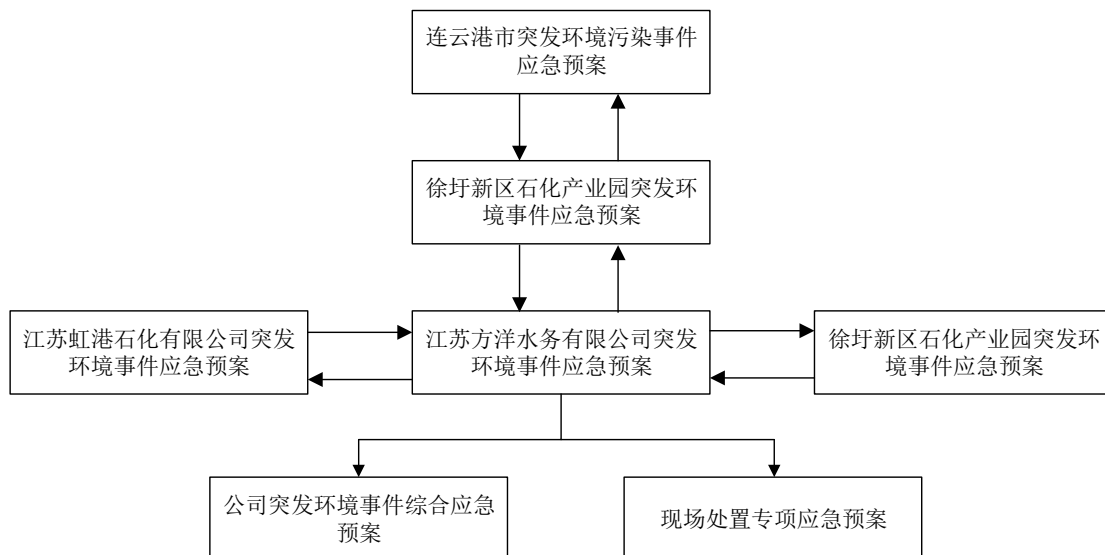 连云港市突发环境污染事件
应急预案
徐圩新区石化产业园突发环
境事件应急预案
江苏虹港石化有限公司突发
环境事件应急预案
江苏方洋水务有限公司突发
环境事件应急预案
徐圩新区石化产业园突发环
境事件应急预案
公司突发环境事件综合应急
预案
现场处置专项应急预案